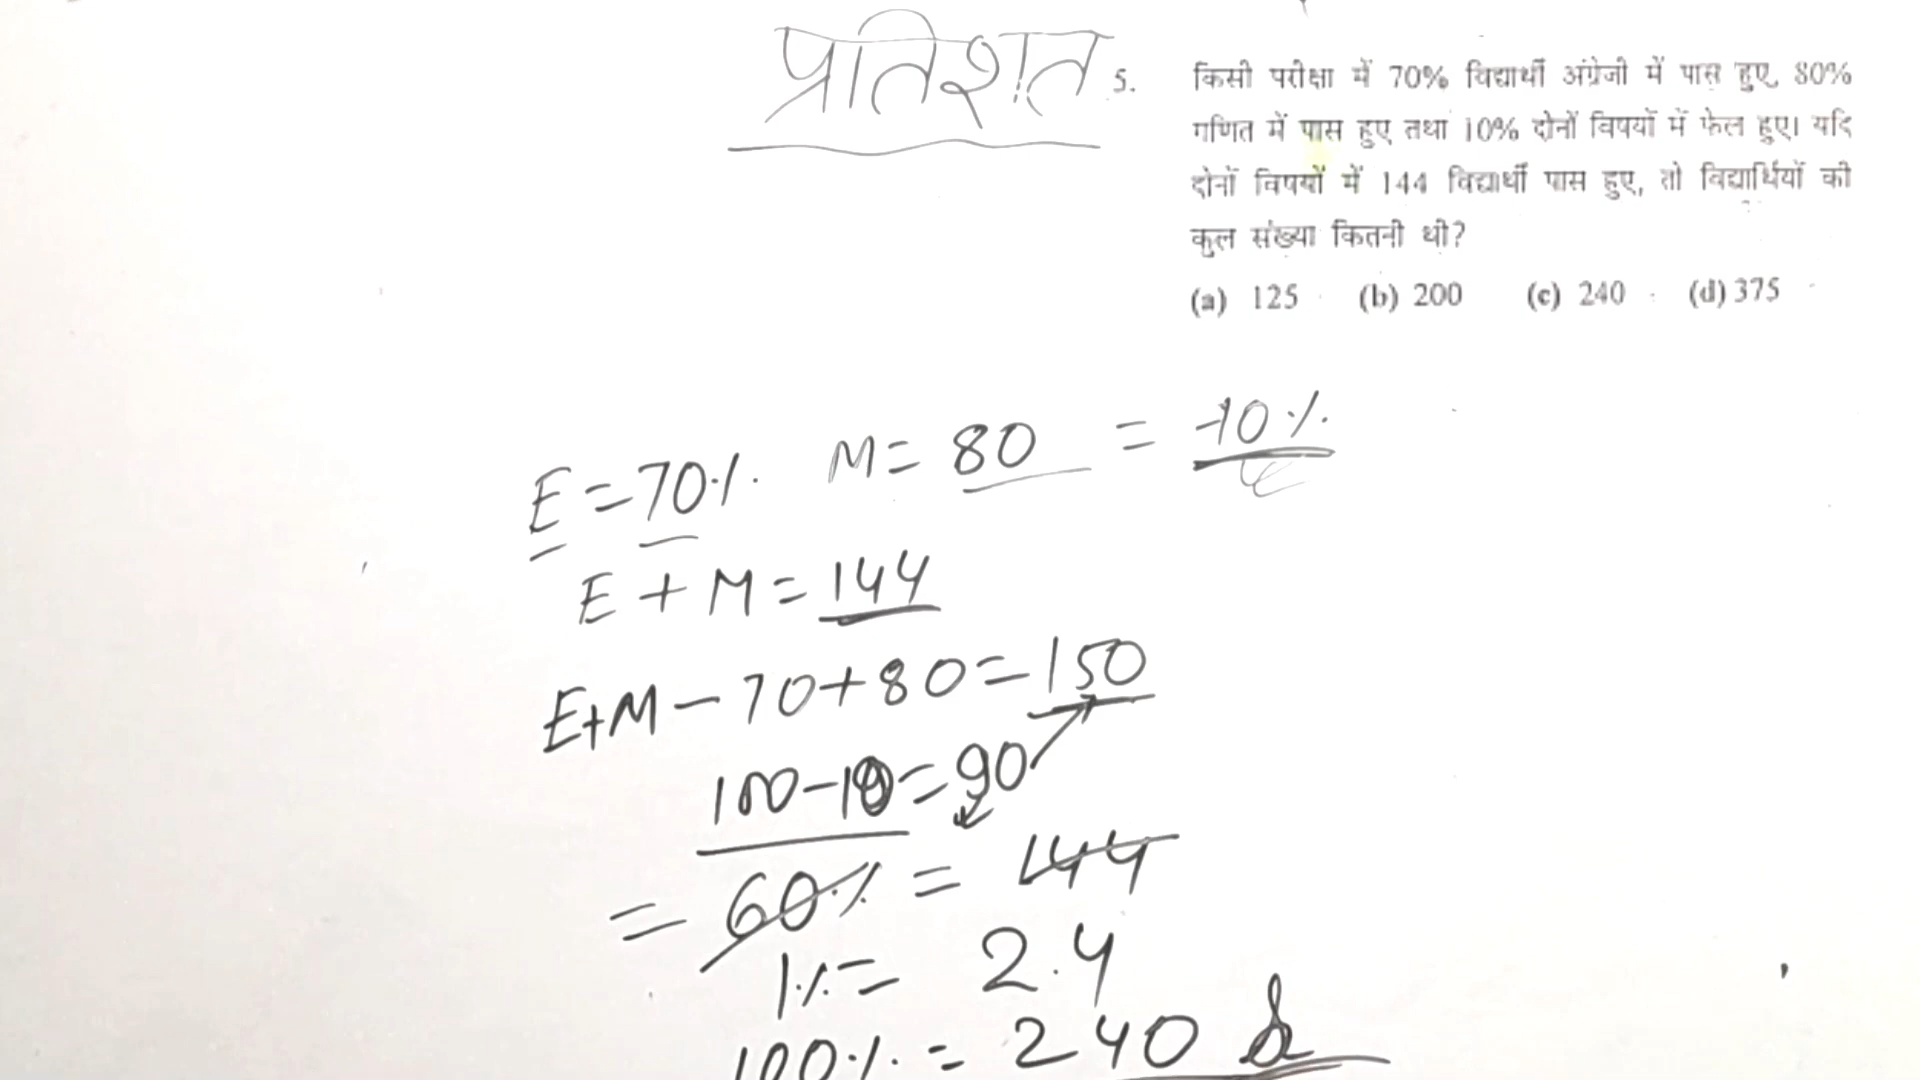 प्रतिशत
5. किसी परीक्षा में 70% विद्यार्थी अंग्रेजी में पास हुए, 80%
गणित में पास हुए तथा 10% दोनों विषयों में फेल हुए। यदि
दोनों विषयों में 144 विद्यार्थी पास हुए, तो विद्यार्थियों की
कुल संख्या कितनी थी?
(a) 125 (b) 200 (c) 240 (d) 375
E = 70% M = 80 = -10%
E + M = 144
E+M - 70+80 = 150
100-10 = 90
= 60% = 144
1% = 2.4
100% = 240